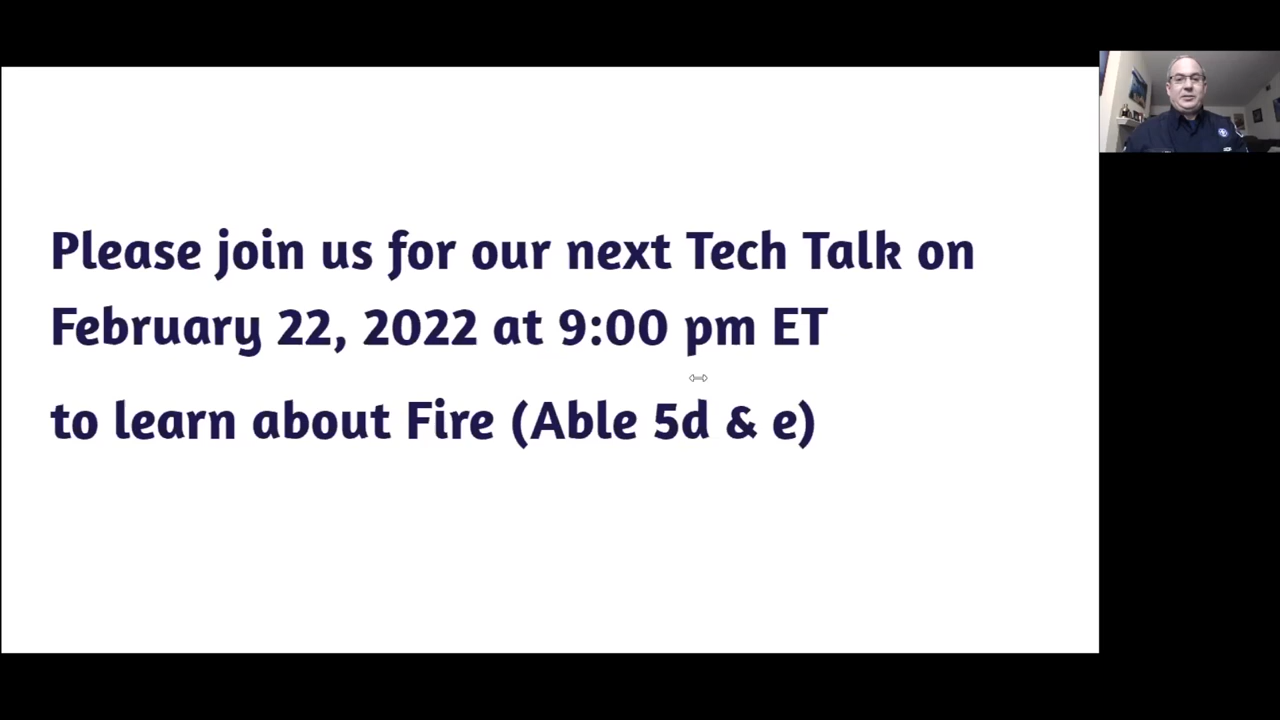 Please join us for our next Tech Talk on
February 22, 2022 at 9:00 pm ET
to learn about Fire (Able 5d & e)